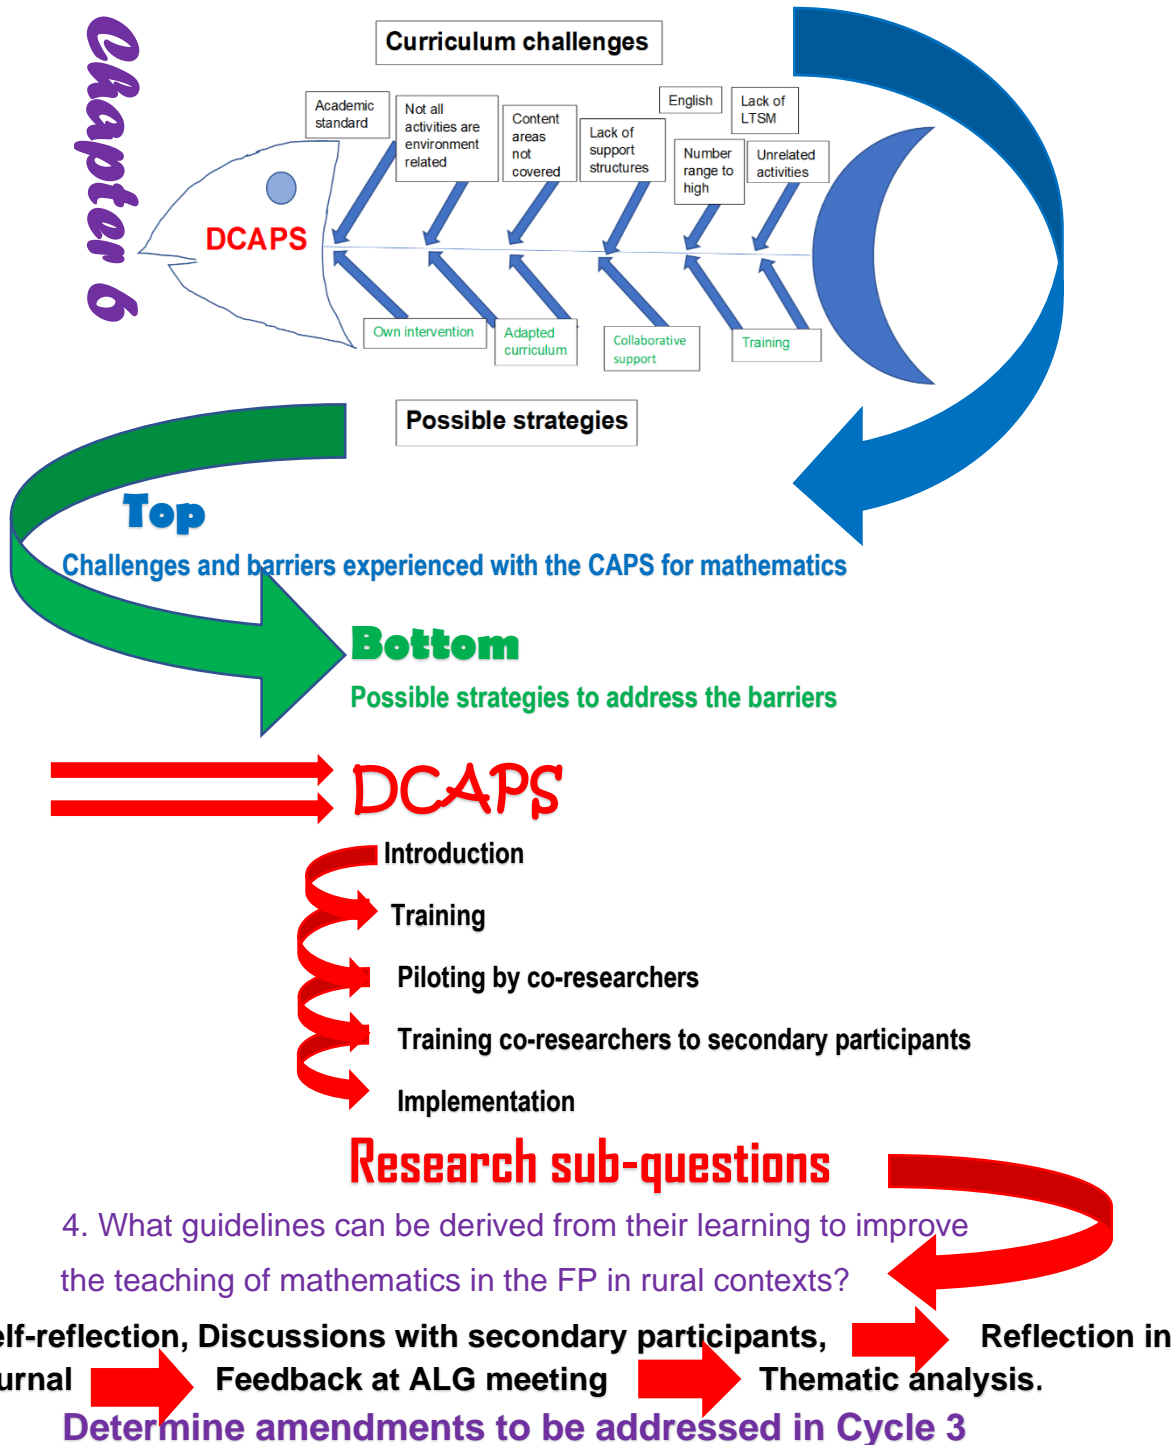 Chapter 6
Curriculum challenges
Academic
standard
Not all
activities are
environment
related
Content
areas
not
covered
Lack of
support
structures
English
Number
range to
high
Lack of
LTSM
Unrelated
activities
DCAPS
Own intervention
Adapted
curriculum
Collaborative
support
Training
Possible strategies
Top
Challenges and barriers experienced with the CAPS for mathematics
Bottom
Possible strategies to address the barriers
DCAPS
Introduction
Training
Piloting by co-researchers
Training co-researchers to secondary participants
Implementation
Research sub-questions
4. What guidelines can be derived from their learning to improve
the teaching of mathematics in the FP in rural contexts?
elf-reflection, Discussions with secondary participants, Reflection in
urnal Feedback at ALG meeting Thematic analysis.
Determine amendments to be addressed in Cycle 3